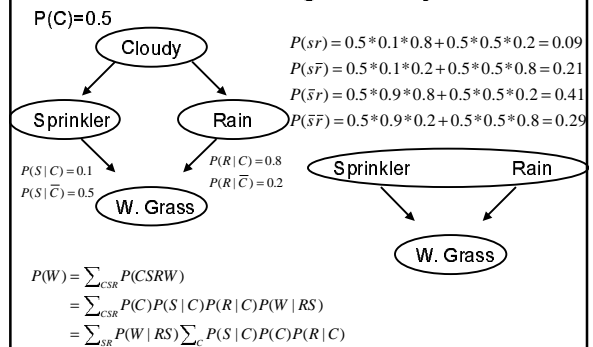 P(C)=0.5
Cloudy
Sprinkler
Rain
P(S | C) = 0.1
P(S | C̅) = 0.5
P(R | C) = 0.8
P(R | C̅) = 0.2
W. Grass
P(sr) = 0.5*0.1*0.8+0.5*0.5*0.2 = 0.09
P(sr̅) = 0.5*0.1*0.2+0.5*0.5*0.8 = 0.21
P(s̅r) = 0.5*0.9*0.8+0.5*0.5*0.2 = 0.41
P(s̅r̅) = 0.5*0.9*0.2+0.5*0.5*0.8 = 0.29
Sprinkler Rain
W. Grass
P(W) = ∑CSR P(CSRW)
= ∑CSR P(C)P(S | C)P(R | C)P(W | RS)
= ∑SR P(W | RS)∑C P(S | C)P(C)P(R | C)